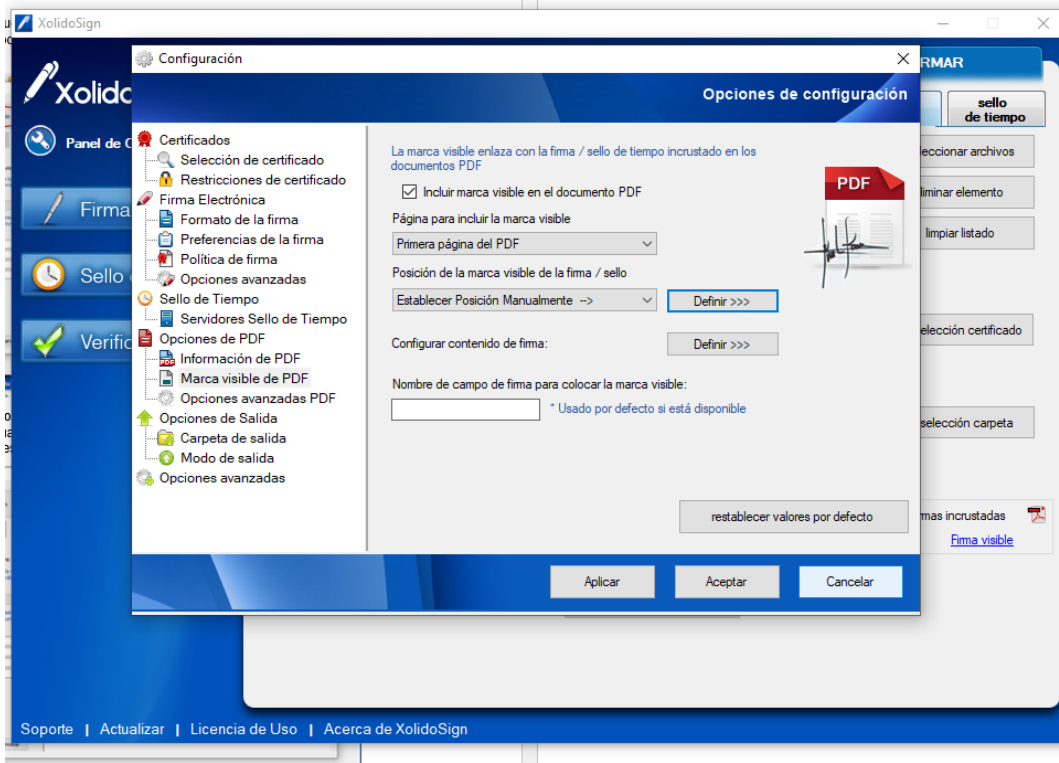 XolidoSign
Configuración
Xolido
RMAR
Opciones de configuración
sello
de tiempo
Panel de C
Certificados
Selección de certificado
Restricciones de certificado
Firma Electrónica
Formato de la firma
Preferencias de la firma
Política de firma
Opciones avanzadas
Sello de Tiempo
Servidores Sello de Tiempo
Opciones de PDF
Información de PDF
Marca visible de PDF
Opciones avanzadas PDF
Opciones de Salida
Carpeta de salida
Modo de salida
Opciones avanzadas
La marca visible enlaza con la firma / sello de tiempo incrustado en los
documentos PDF
Incluir marca visible en el documento PDF
Página para incluir la marca visible
Primera página del PDF
Posición de la marca visible de la firma / sello
Establecer Posición Manualmente -->
Definir >>>
Configurar contenido de firma:
Definir >>>
Nombre de campo de firma para colocar la marca visible:
* Usado por defecto si está disponible
PDF
restablecer valores por defecto
Aplicar
Aceptar
Cancelar
Firma
Sello
Verific
eccionar archivos
liminar elemento
limpiar listado
elección certificado
selección carpeta
mas incrustadas
Firma visible
Soporte | Actualizar | Licencia de Uso | Acerca de XolidoSign